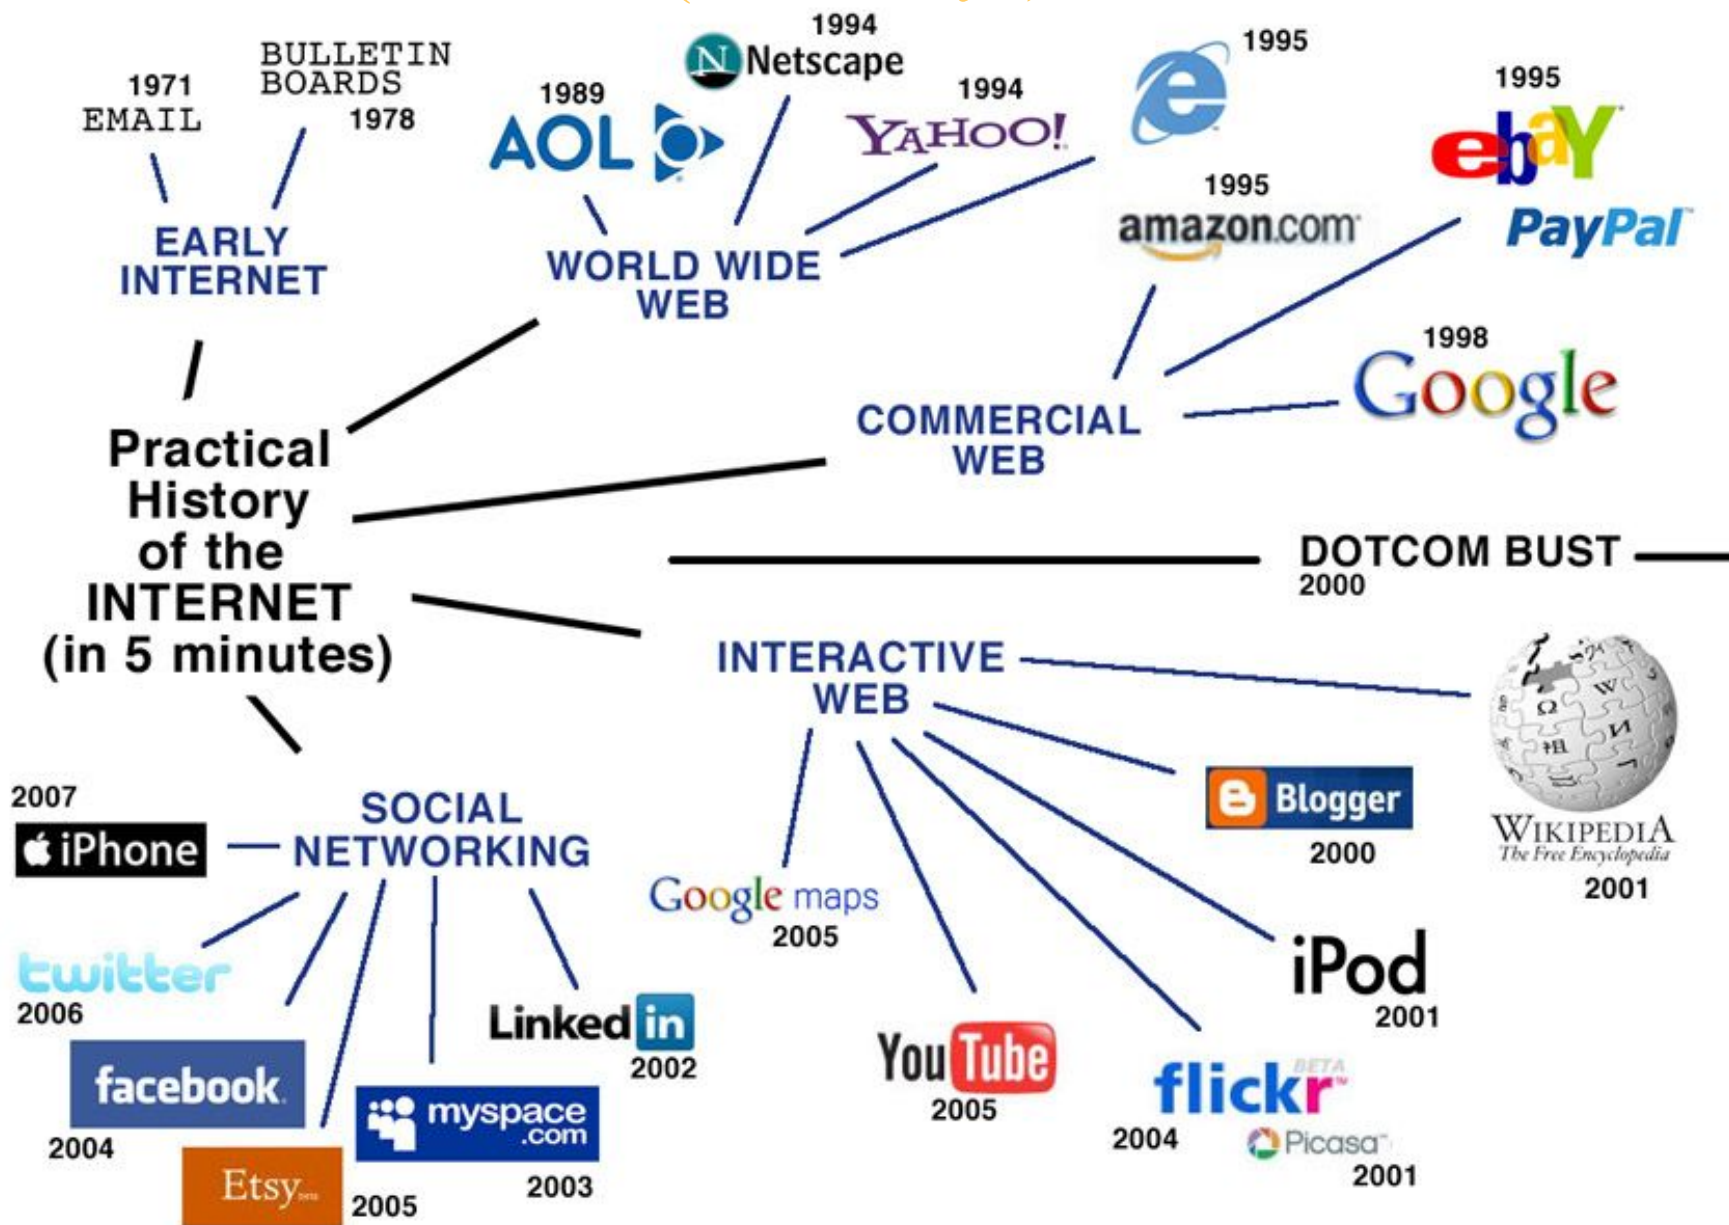 1971
EMAIL
BULLETIN
BOARDS
1978
EARLY
INTERNET
1989
AOL
1994
Netscape
1994
YAHOO!
1995
WORLD WIDE
WEB
1995
amazon.com
1995
ebaY
PayPal
1998
Google
COMMERCIAL
WEB
Practical
History
of the
INTERNET
(in 5 minutes)
DOTCOM BUST
2000
INTERACTIVE
WEB
WIKIPEDIA
The Free Encyclopedia
2001
Blogger
2000
iPod
2001
flickr
BETA
2004
Picasa
2001
YouTube
2005
Google maps
2005
SOCIAL
NETWORKING
2007
iPhone
twitter
2006
facebook
2004
Etsy
2005
myspace
.com
2003
Linked in
2002